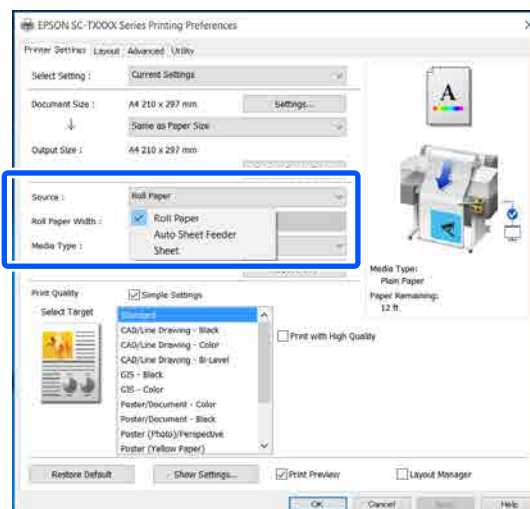 EPSON SC-TXXXX Series Printing Preferences
Printer Settings Layout Advanced Utility
Select Setting : Current Settings
Document Size : A4 210 x 297 mm Settings...
Same as Paper Size
Output Size : A4 210 x 297 mm
Source : Roll Paper
Roll Paper Width : Roll Paper
Auto Sheet Feeder
Media Type : Sheet
A
Media Type:
Plain Paper
Paper Remaining:
12 ft
Print Quality Simple Settings
Select Target Standard
CAD/Line Drawing - Black
CAD/Line Drawing - Color
CAD/Line Drawing - Bi-Level
GIS - Black
GIS - Color
Poster/Document - Color
Poster/Document - Black
Poster (Photo)/Perspective
Poster (Yellow Paper)
Print with High Quality
Restore Default Show Settings... Print Preview Layout Manager
OK Cancel Help